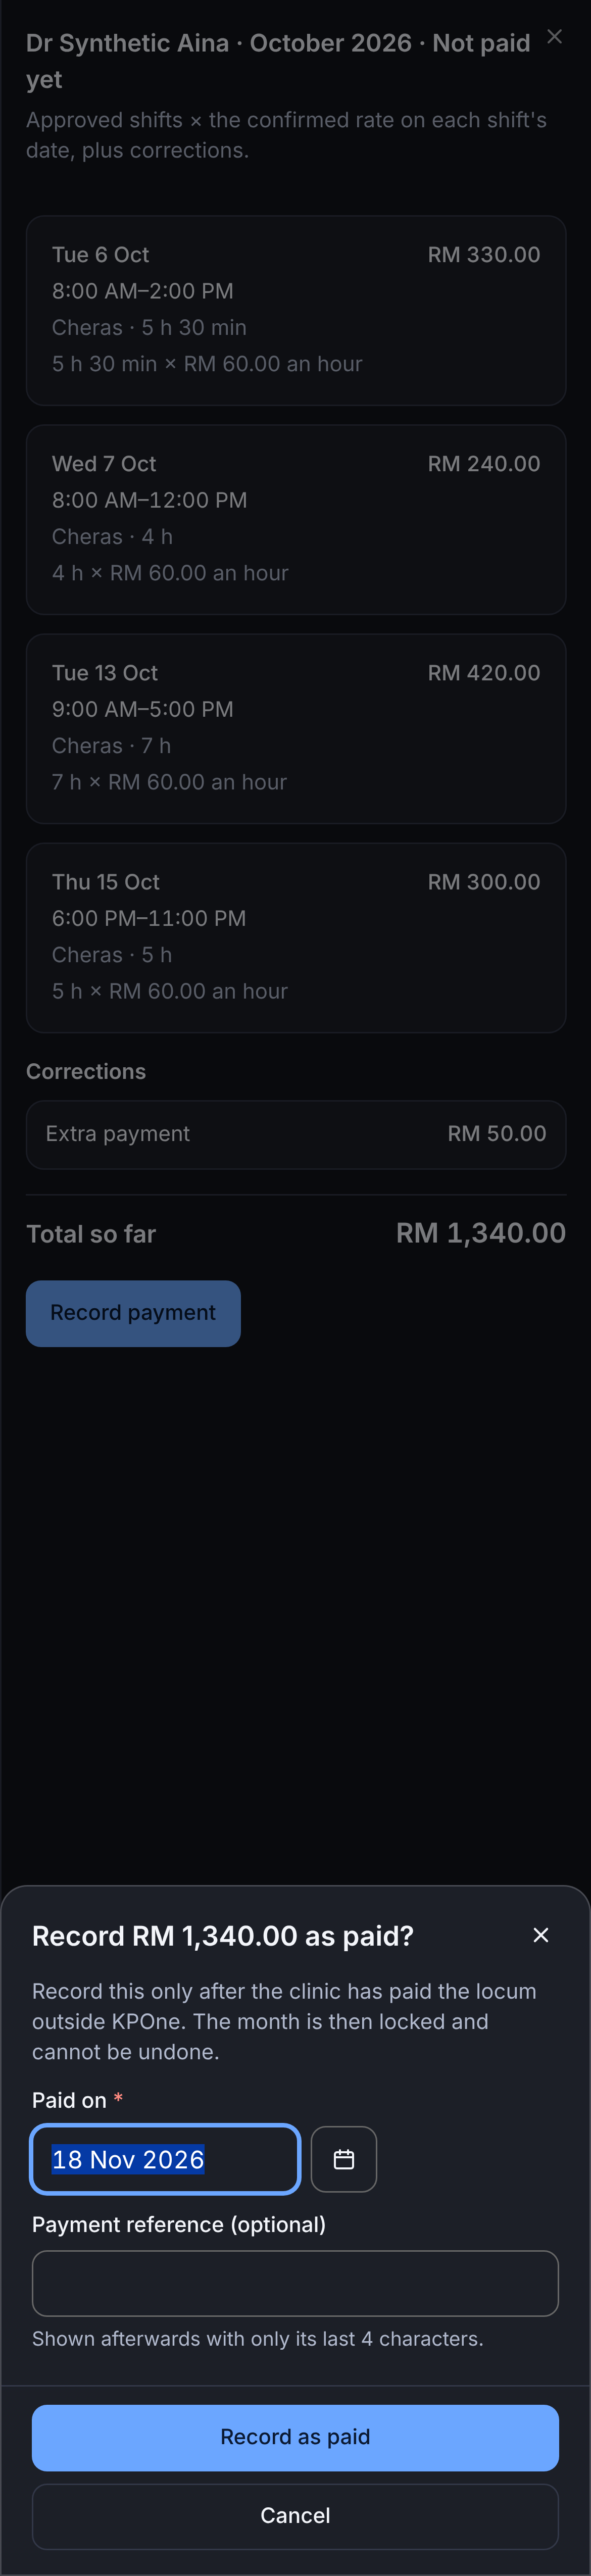 Dr Synthetic Aina · October 2026 · Not paid
yet
Approved shifts × the confirmed rate on each shift's
date, plus corrections.
Tue 6 Oct RM 330.00
8:00 AM–2:00 PM
Cheras · 5 h 30 min
5 h 30 min × RM 60.00 an hour
Wed 7 Oct RM 240.00
8:00 AM–12:00 PM
Cheras · 4 h
4 h × RM 60.00 an hour
Tue 13 Oct RM 420.00
9:00 AM–5:00 PM
Cheras · 7 h
7 h × RM 60.00 an hour
Thu 15 Oct RM 300.00
6:00 PM–11:00 PM
Cheras · 5 h
5 h × RM 60.00 an hour
Corrections
Extra payment RM 50.00
Total so far RM 1,340.00
Record payment
Record RM 1,340.00 as paid?
Record this only after the clinic has paid the locum
outside KPOne. The month is then locked and
cannot be undone.
Paid on *
18 Nov 2026
Payment reference (optional)
Shown afterwards with only its last 4 characters.
Record as paid
Cancel